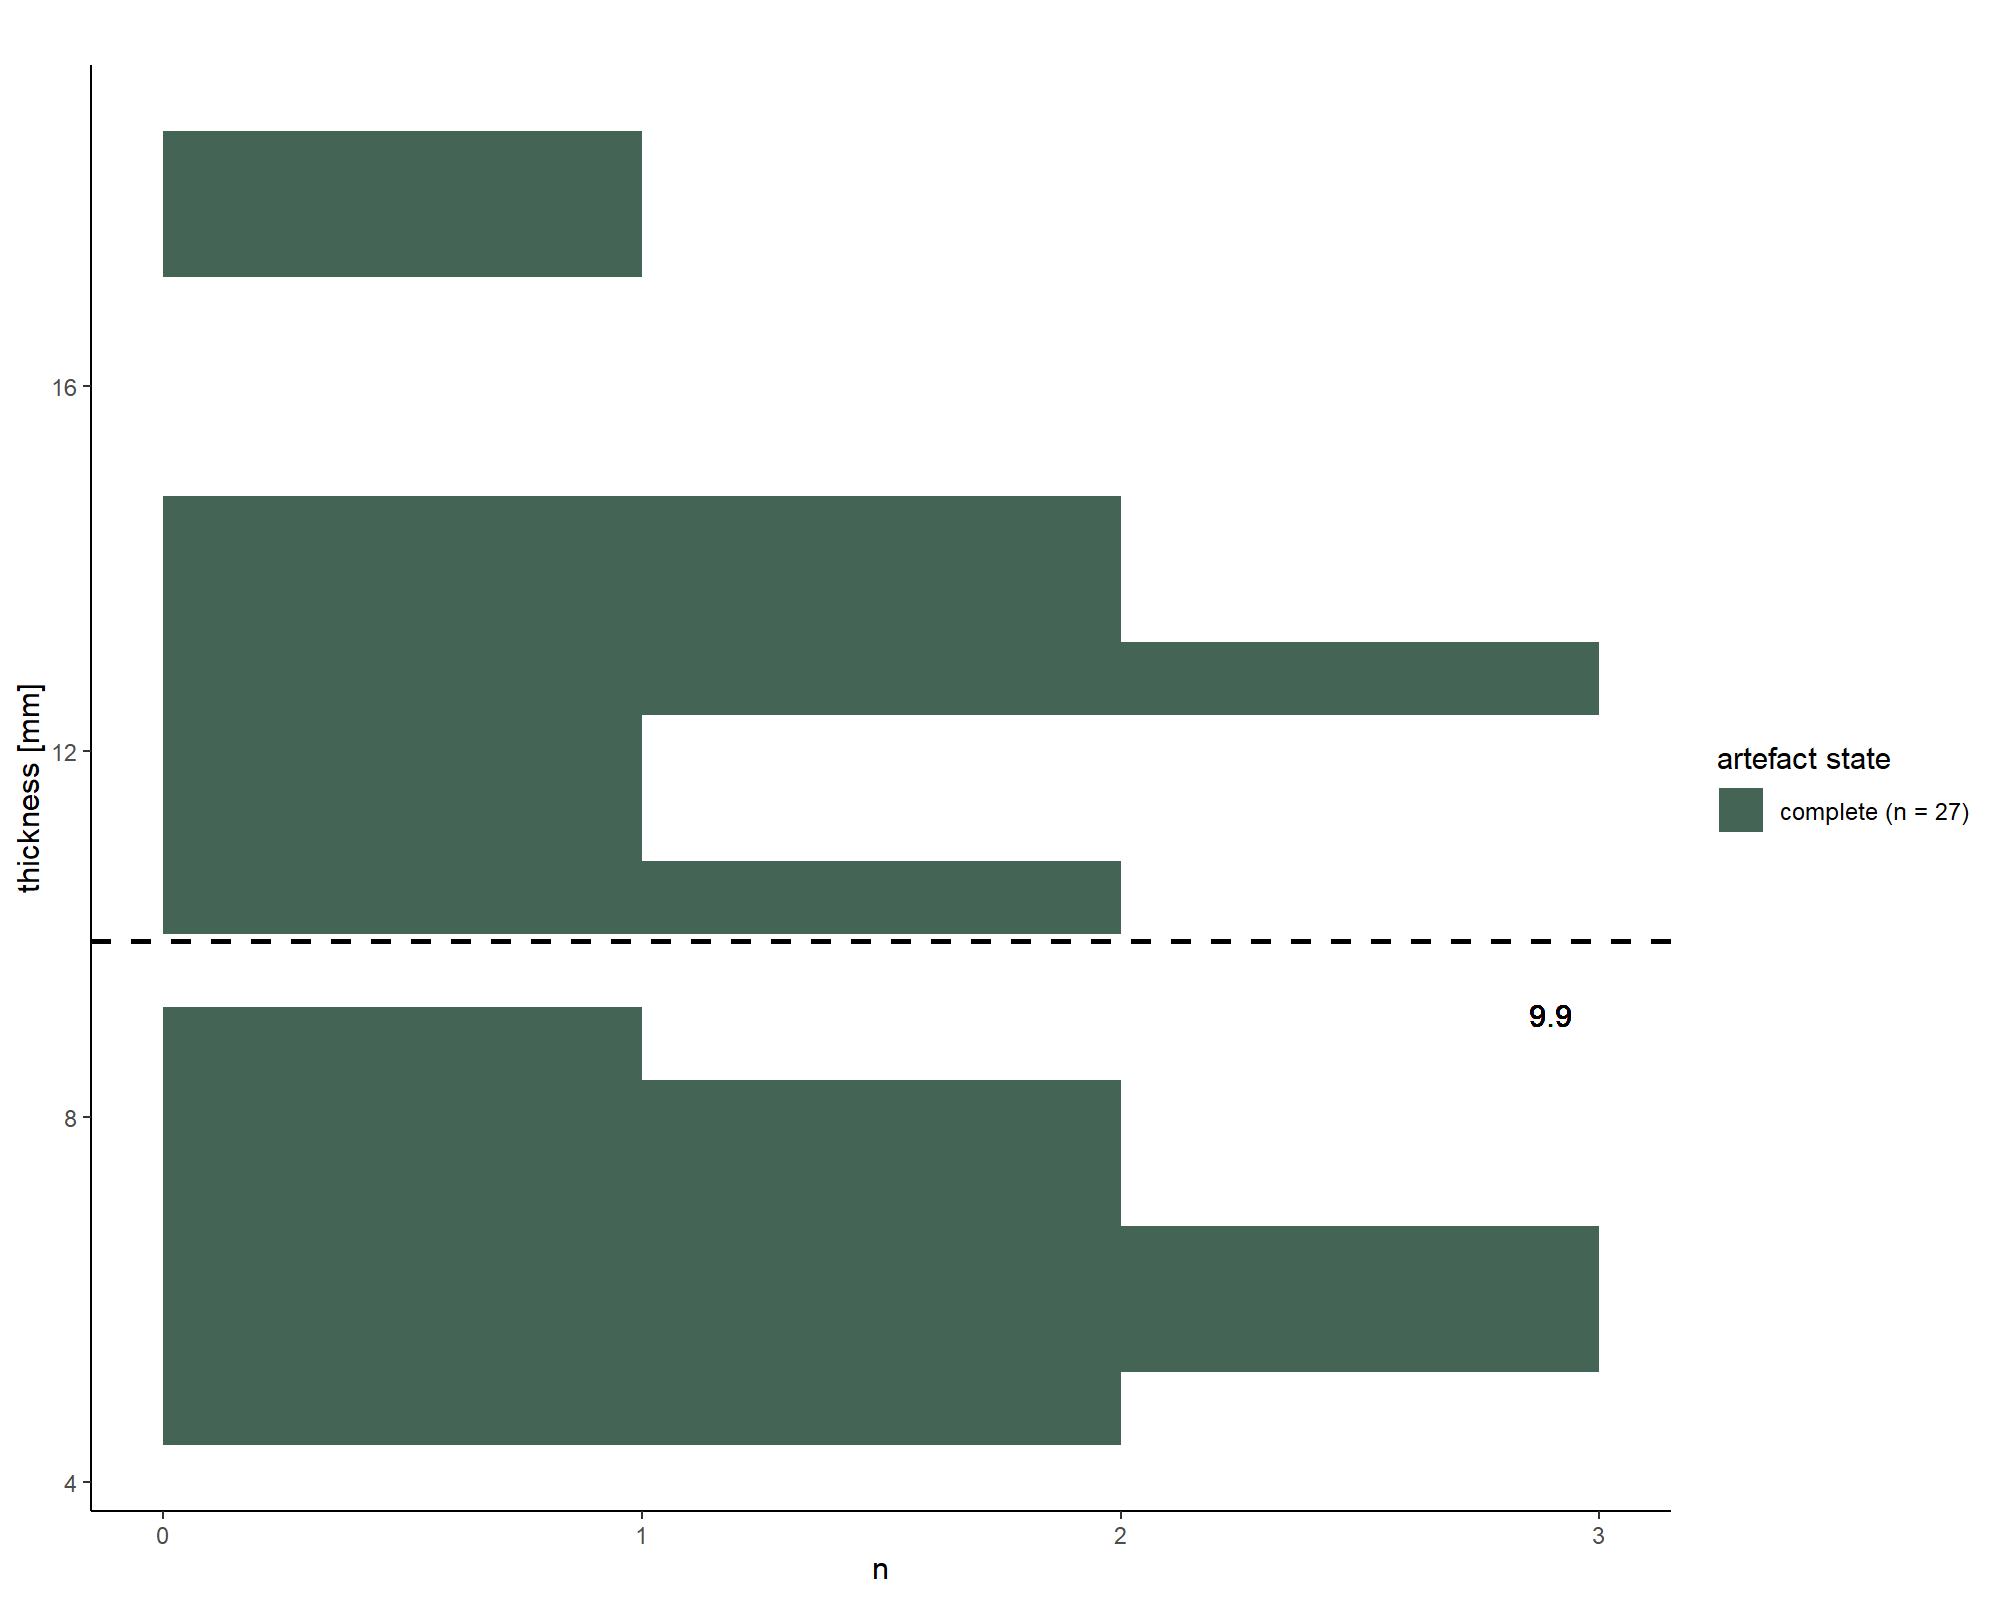 16
12
8
4
thickness [mm]
9.9
0 1 2 3
n
artefact state
complete (n = 27)